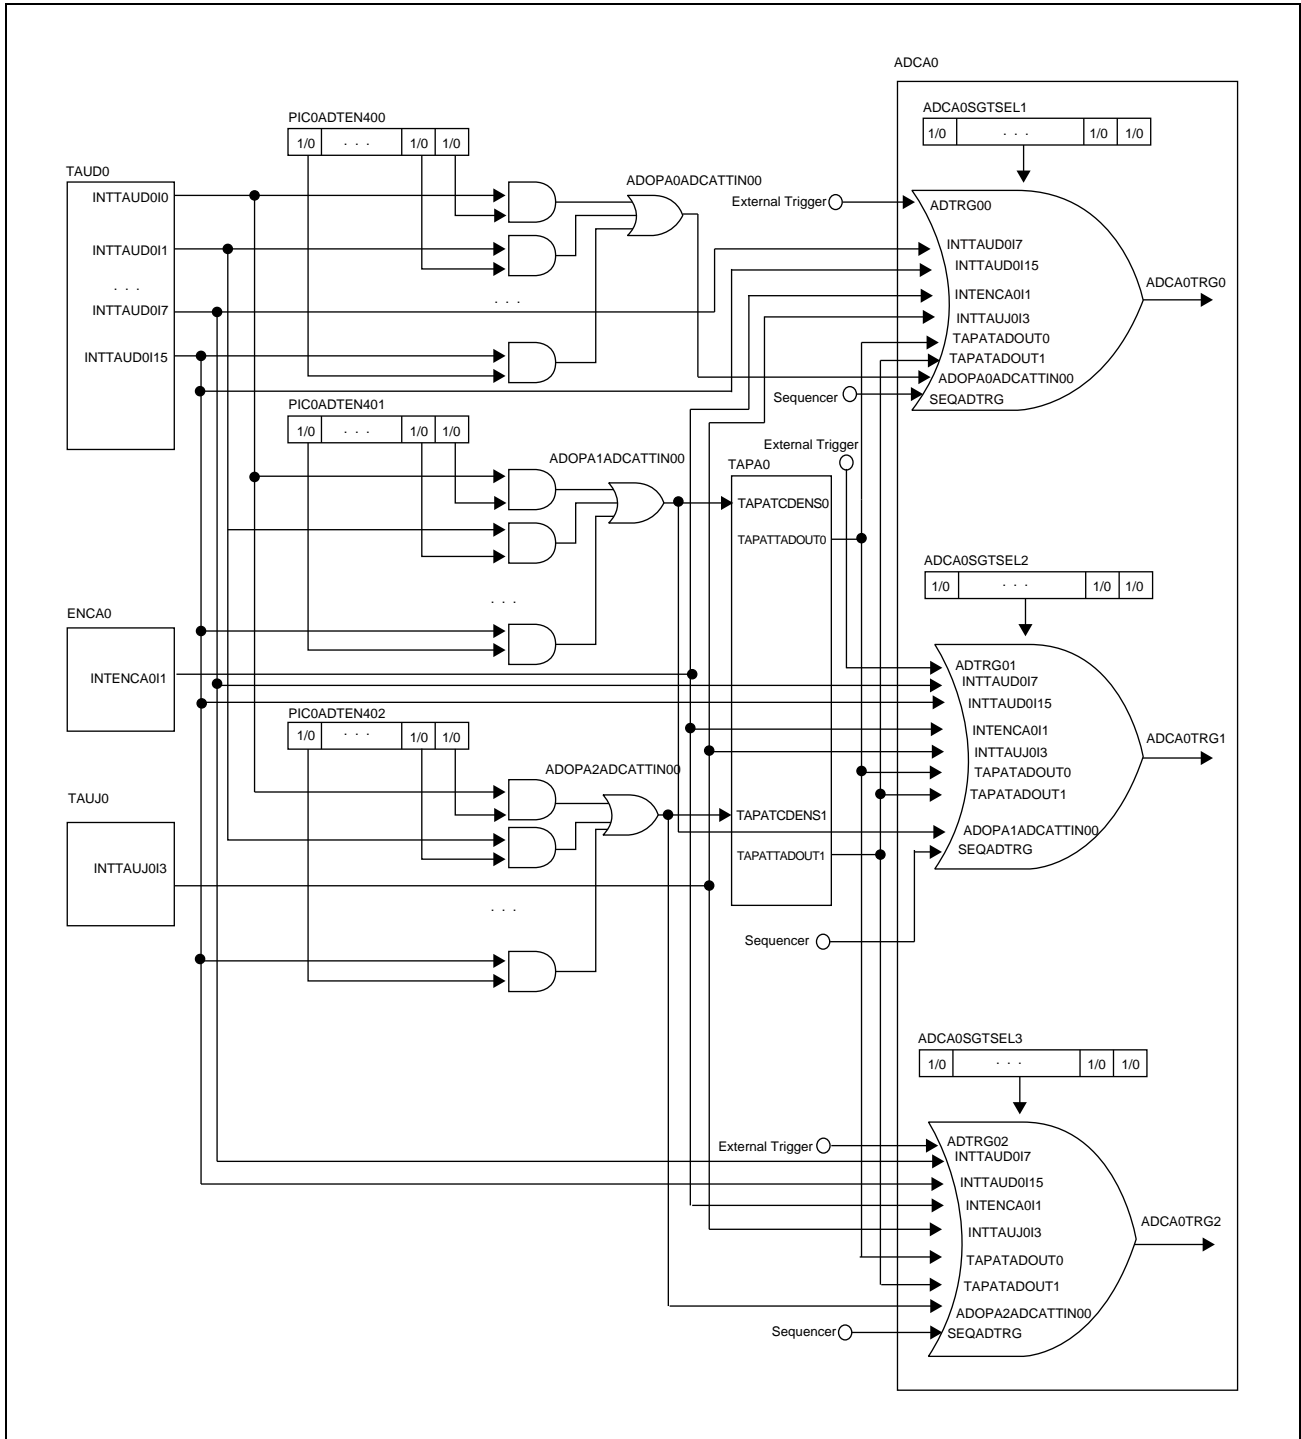 ADCA0
ADCA0SGTSEL1
1/0 . . . 1/0 1/0
PIC0ADTEN400
1/0 . . . 1/0 1/0
TAUD0
INTTAUD0I0
INTTAUD0I1
. . .
INTTAUD0I7
INTTAUD0I15
ADOPA0ADCATTIN00
. . .
External Trigger
ADTRG00
INTTAUD0I7
INTTAUD0I15
INTENCA0I1
INTTAUJ0I3
TAPATADOUT0
TAPATADOUT1
ADOPA0ADCATTIN00
SEQADTRG
ADCA0TRG0
Sequencer
PIC0ADTEN401
1/0 . . . 1/0 1/0
ADOPA1ADCATTIN00
. . .
External Trigger
TAPA0
TAPATCDENS0
TAPATTADOUT0
TAPATCDENS1
TAPATTADOUT1
ADCA0SGTSEL2
1/0 . . . 1/0 1/0
ENCA0
INTENCA0I1
ADTRG01
INTTAUD0I7
INTTAUD0I15
INTENCA0I1
INTTAUJ0I3
TAPATADOUT0
TAPATADOUT1
ADOPA1ADCATTIN00
SEQADTRG
ADCA0TRG1
PIC0ADTEN402
1/0 . . . 1/0 1/0
ADOPA2ADCATTIN00
. . .
TAUJ0
INTTAUJ0I3
Sequencer
ADCA0SGTSEL3
1/0 . . . 1/0 1/0
External Trigger
ADTRG02
INTTAUD0I7
INTTAUD0I15
INTENCA0I1
INTTAUJ0I3
TAPATADOUT0
TAPATADOUT1
ADOPA2ADCATTIN00
SEQADTRG
ADCA0TRG2
Sequencer